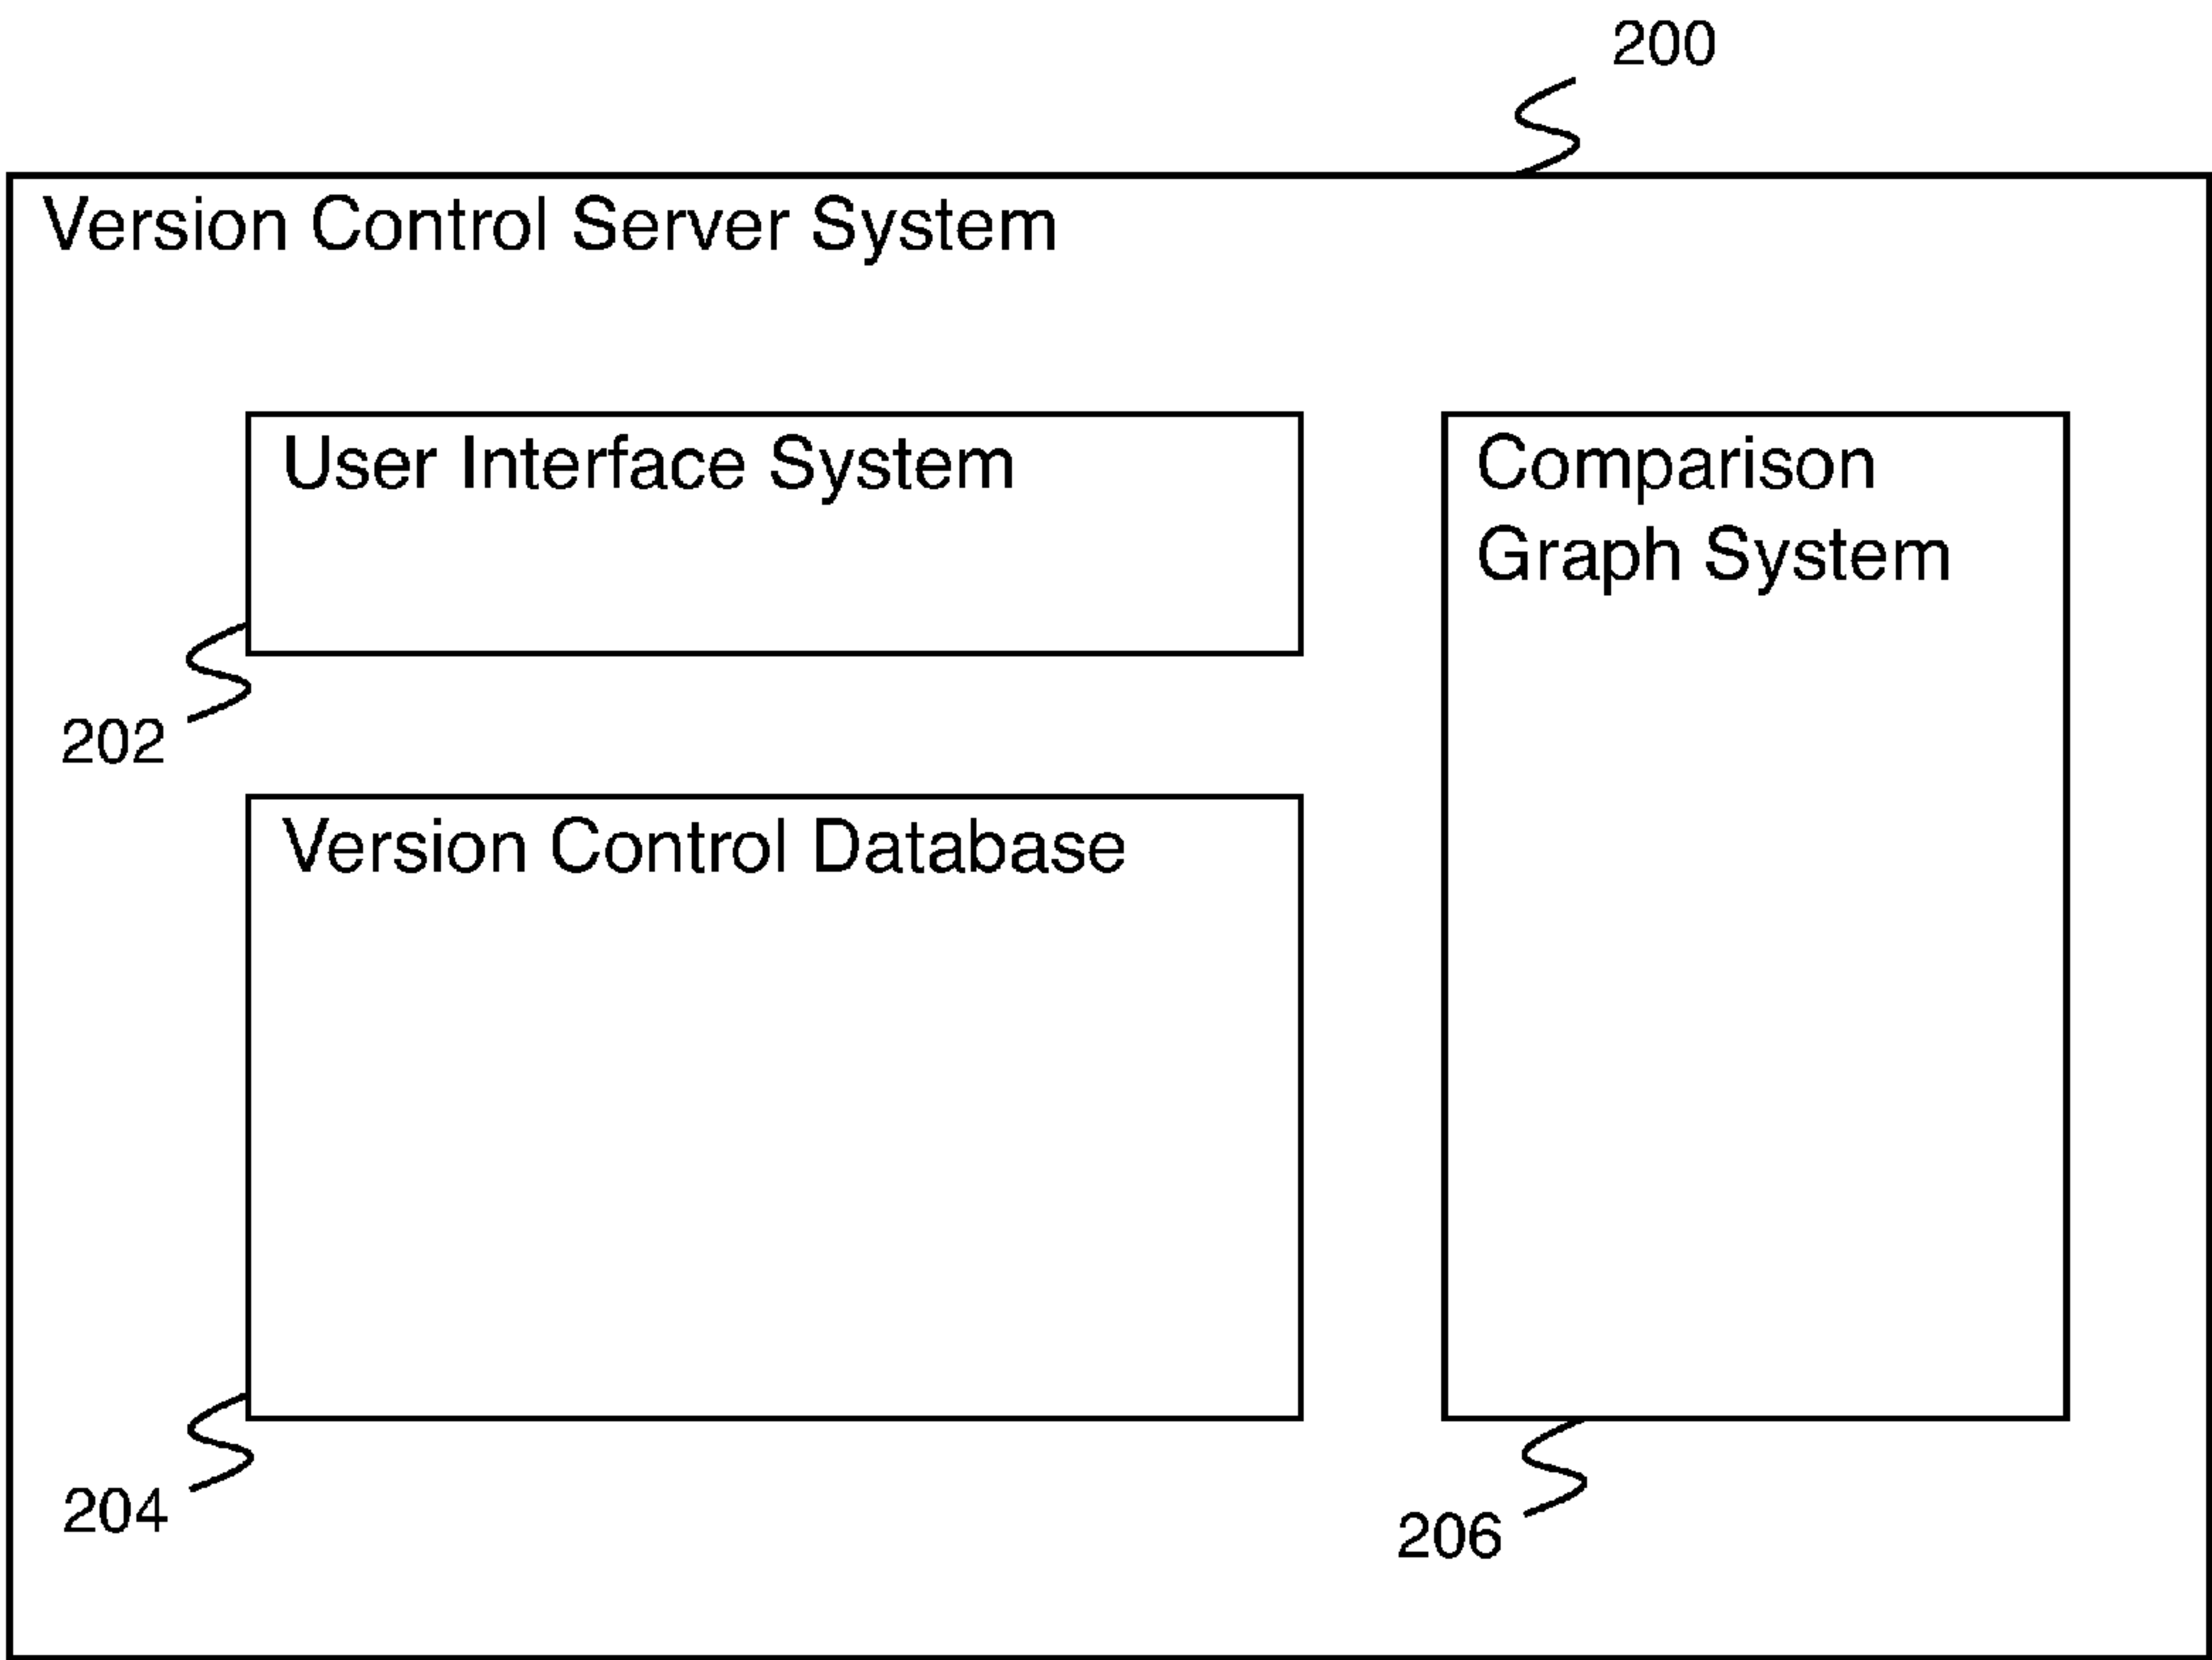 200
Version Control Server System
User Interface System
Comparison
Graph System
202
Version Control Database
204
206